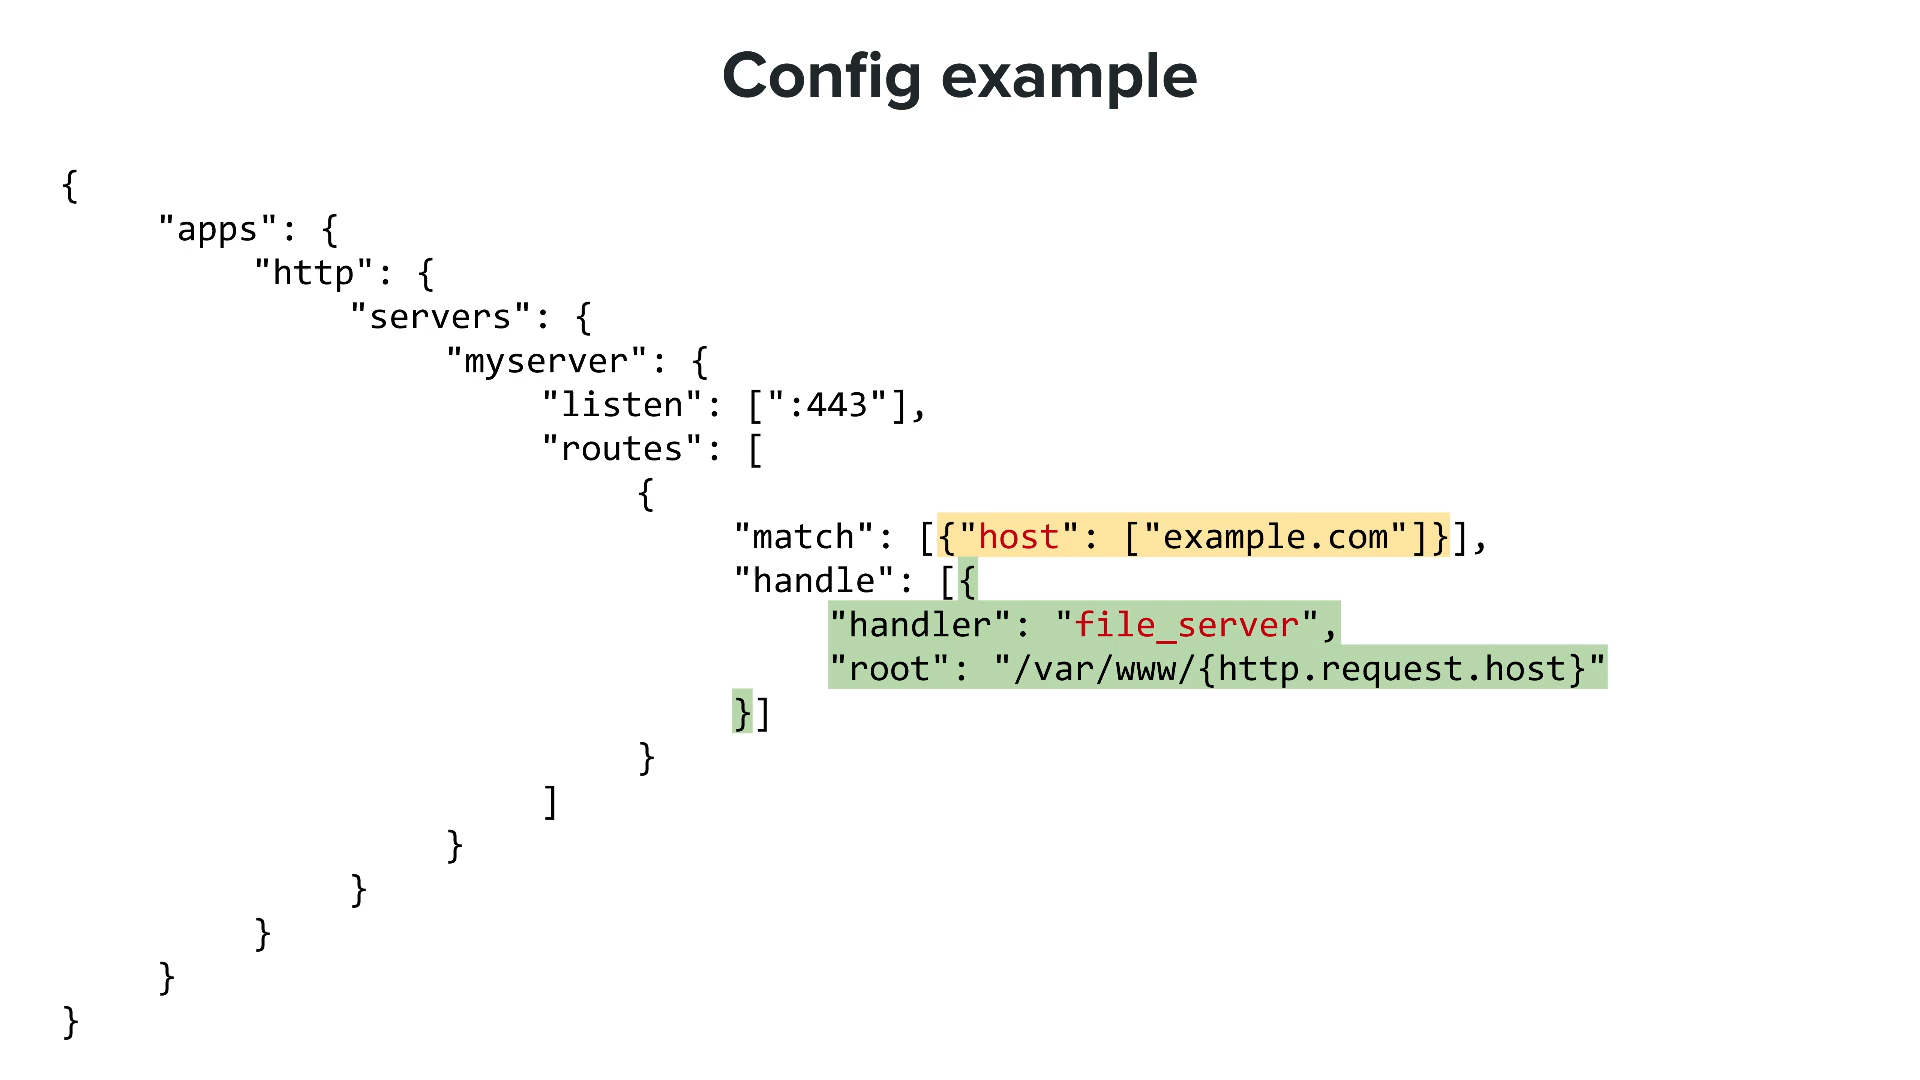 Config example
{
"apps": {
"http": {
"servers": {
"myserver": {
"listen": [":443"],
"routes": [
{
"match": [{"host": ["example.com"]}],
"handle": [{
"handler": "file_server",
"root": "/var/www/{http.request.host}"
}]
}
]
}
}
}
}
}